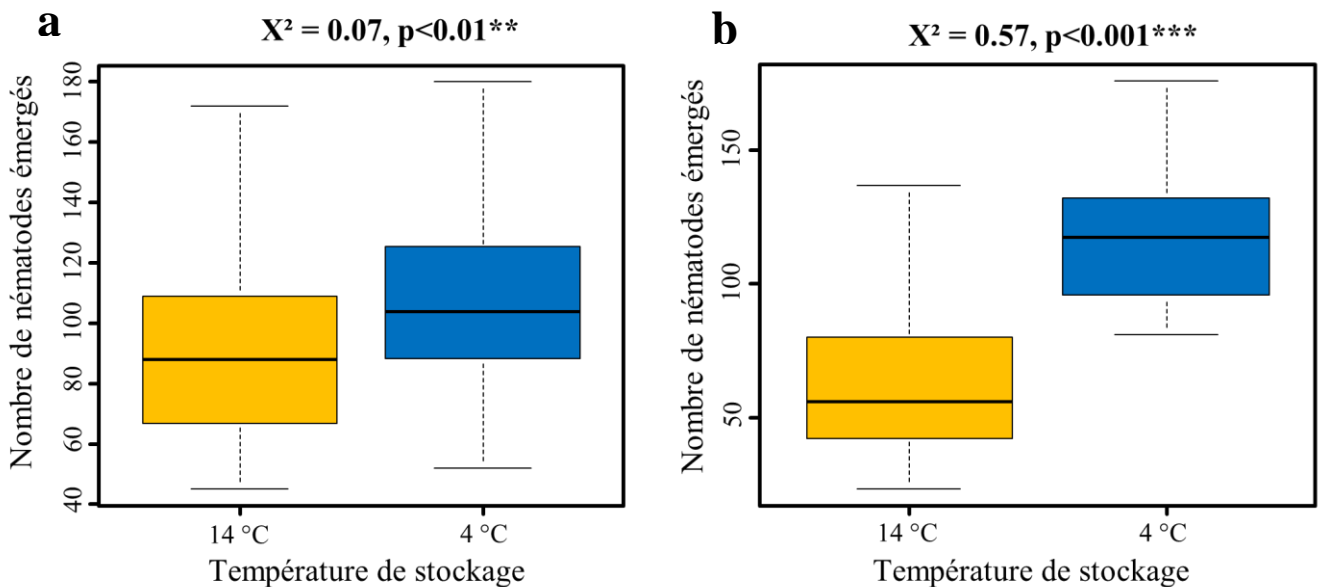 a
X² = 0.07, p<0.01**
Nombre de nématodes émergés
180
160
140
120
100
80
60
40
14 °C
4 °C
Température de stockage
b
X² = 0.57, p<0.001***
Nombre de nématodes émergés
150
100
50
14 °C
4 °C
Température de stockage